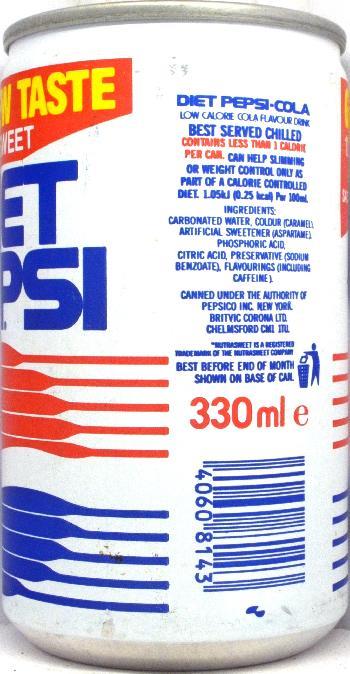 W TASTE
WEET
ET
PSI
DIET PEPSI-COLA
LOW CALORIE COLA FLAVOUR DRINK
BEST SERVED CHILLED
CONTAINS LESS THAN 1 CALORIE
PER CAN. CAN HELP SLIMMING
OR WEIGHT CONTROL ONLY AS
PART OF A CALORIE CONTROLLED
DIET. 1.05kJ (0.25 kcal) Per 100ml.
INGREDIENTS:
CARBONATED WATER, COLOUR (CARAMEL),
ARTIFICIAL SWEETENER (ASPARTAME),
PHOSPHORIC ACID,
CITRIC ACID, PRESERVATIVE (SODIUM
BENZOATE), FLAVOURINGS (INCLUDING
CAFFEINE).
CANNED UNDER THE AUTHORITY OF
PEPSICO INC. NEW YORK.
BRITVIC CORONA LTD.
CHELMSFORD CM1 1TU.
*NUTRASWEET IS A REGISTERED
TRADEMARK OF THE NUTRASWEET COMPANY
BEST BEFORE END OF MONTH
SHOWN ON BASE OF CAN.
330 ml e
4060 8143